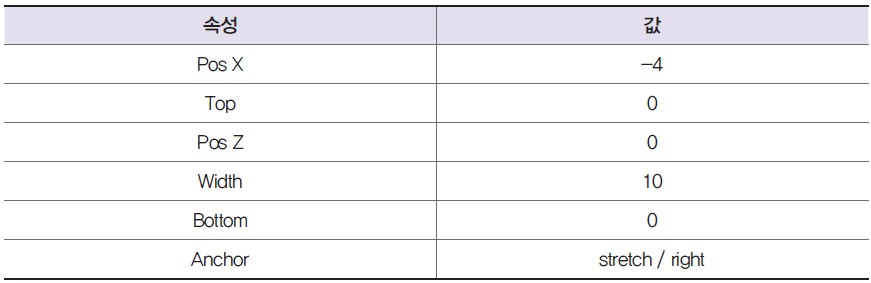 속성 값
Pos X –4
Top 0
Pos Z 0
Width 10
Bottom 0
Anchor stretch / right